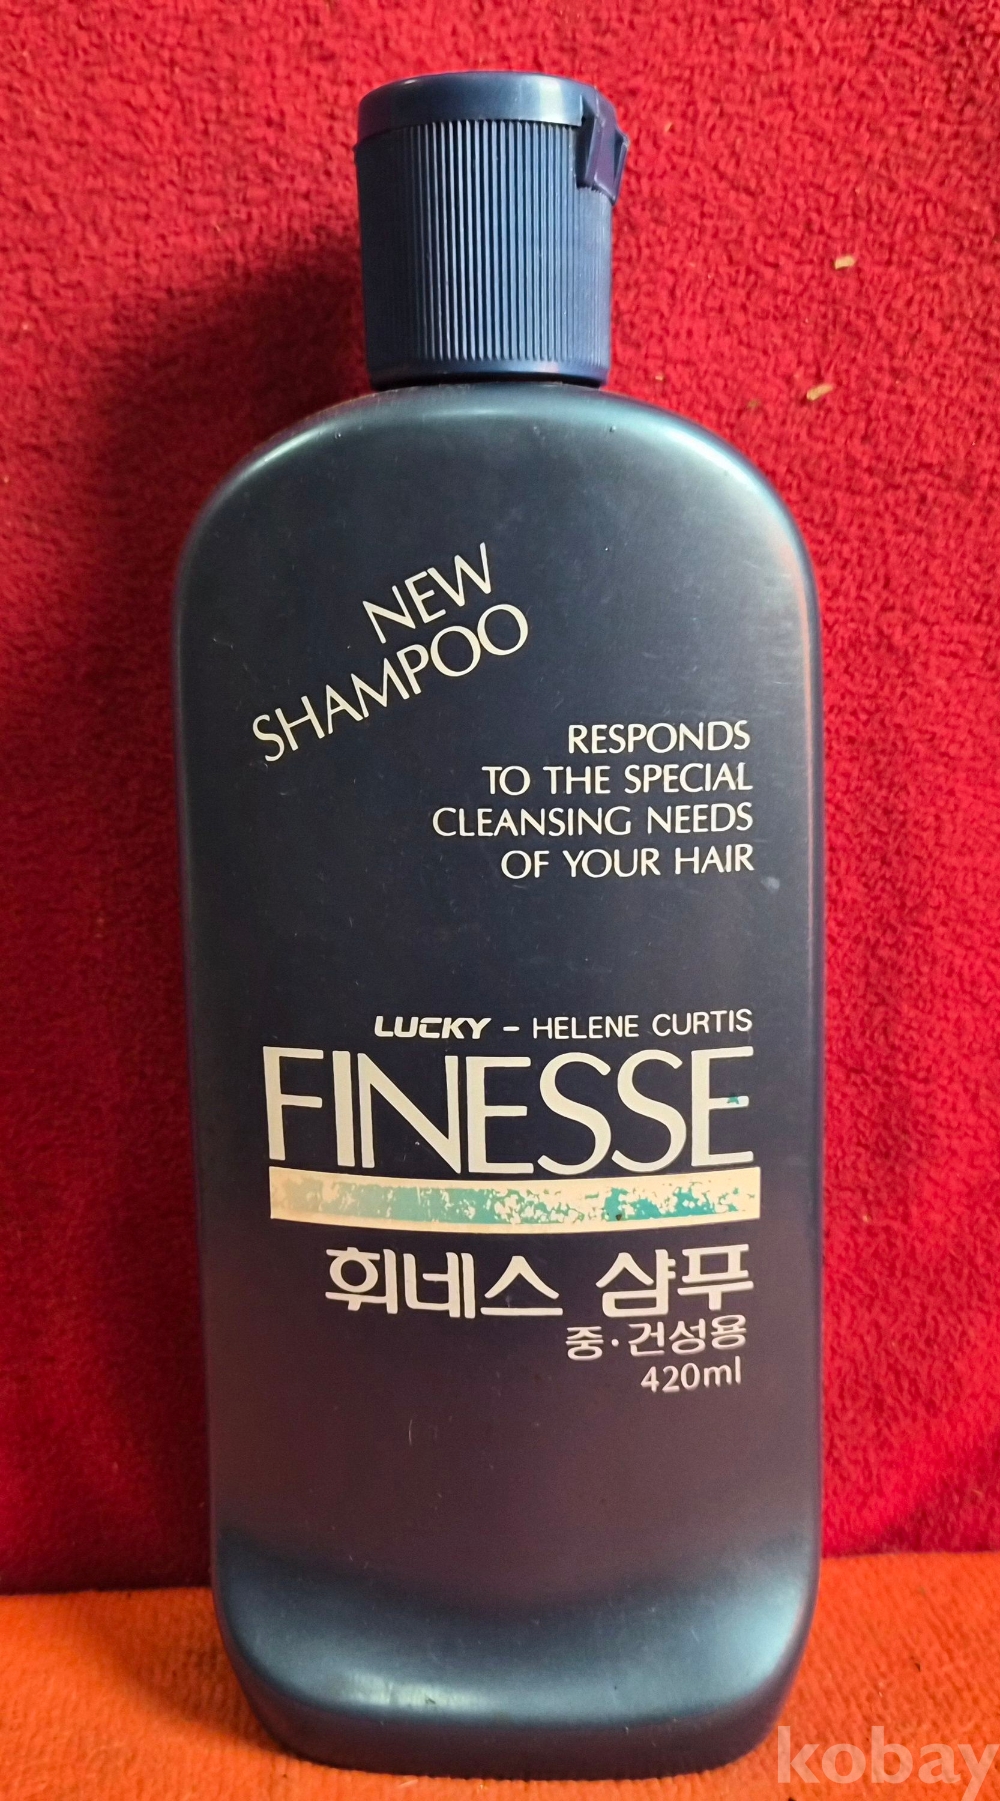 NEW
SHAMPOO
RESPONDS
TO THE SPECIAL
CLEANSING NEEDS
OF YOUR HAIR
LUCKY - HELENE CURTIS
FINESSE
휘네스 샴푸
중·건성용
420ml
kobay